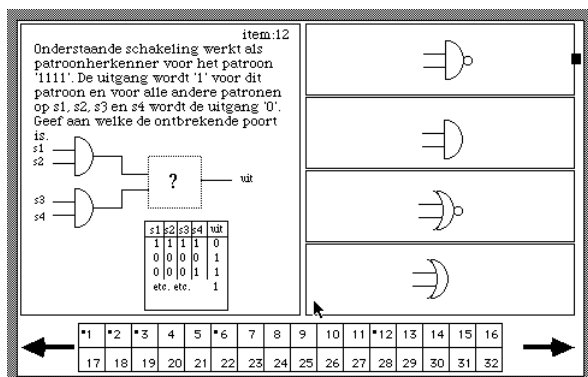 item:12
Onderstaande schakeling werkt als
patroonherkenner voor het patroon
'1111'. De uitgang wordt '1' voor dit
patroon en voor alle andere patronen
op s1, s2, s3 en s4 wordt de uitgang '0'.
Geef aan welke de ontbrekende poort
is.
s1
s2
?
uit
s3
s4
s1 s2 s3 s4 uit
1 1 1 1 0
0 0 0 0 1
0 0 0 1 1
etc. etc. 1
1 2 3 4 5 6 7 8 9 10 11 12 13 14 15 16
17 18 19 20 21 22 23 24 25 26 27 28 29 30 31 32